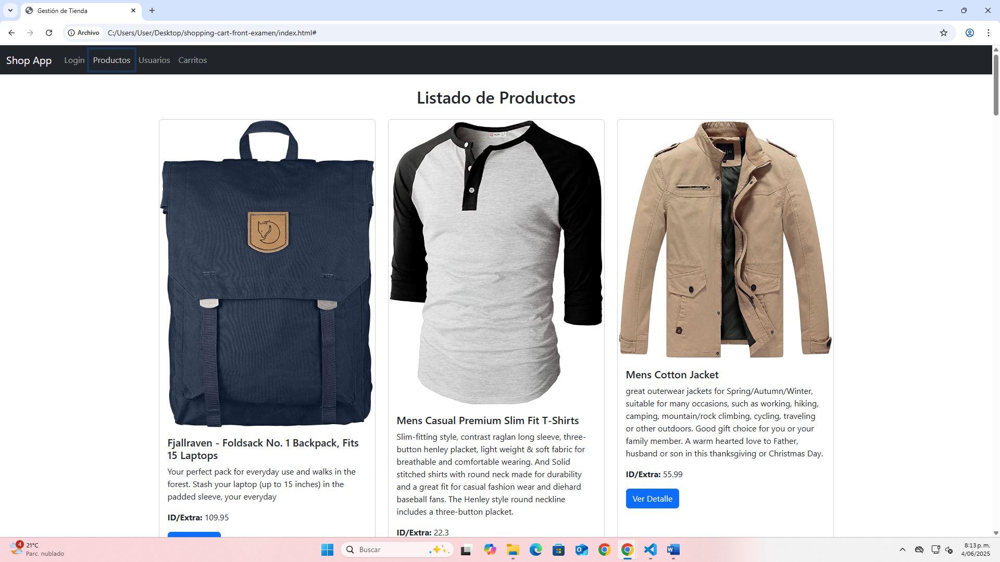 Gestión de Tienda
Archivo
C:/Users/User/Desktop/shopping-cart-front-examen/index.html#
Shop App
Login
Productos
Usuarios
Carritos
Listado de Productos
Fjallraven - Foldsack No. 1 Backpack, Fits
15 Laptops
Your perfect pack for everyday use and walks in the
forest. Stash your laptop (up to 15 inches) in the
padded sleeve, your everyday
ID/Extra: 109.95
Mens Casual Premium Slim Fit T-Shirts
Slim-fitting style, contrast raglan long sleeve, three-
button henley placket, light weight & soft fabric for
breathable and comfortable wearing. And Solid
stitched shirts with round neck made for durability
and a great fit for casual fashion wear and diehard
baseball fans. The Henley style round neckline
includes a three-button placket.
ID/Extra: 22.3
Mens Cotton Jacket
great outerwear jackets for Spring/Autumn/Winter,
suitable for many occasions, such as working, hiking,
camping, mountain/rock climbing, cycling, traveling
or other outdoors. Good gift choice for you or your
family member. A warm hearted love to Father,
husband or son in this thanksgiving or Christmas Day.
ID/Extra: 55.99
Ver Detalle
4
21°C
Parc. nublado
Buscar
8:13 p. m.
4/06/2025